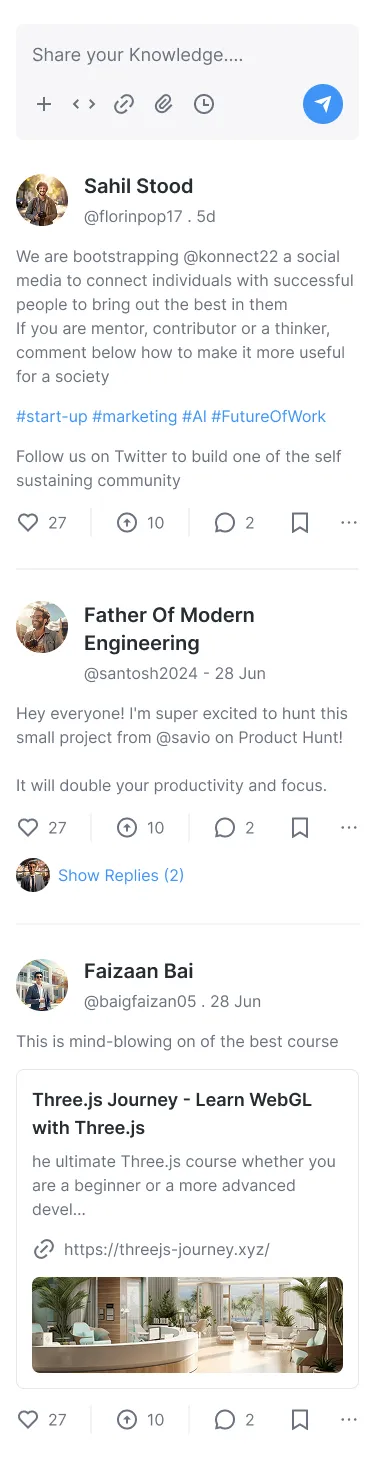 Share your Knowledge....
Sahil Stood
@florinpop17 . 5d
We are bootstrapping @konnect22 a social
media to connect individuals with successful
people to bring out the best in them
If you are mentor, contributor or a thinker,
comment below how to make it more useful
for a society
#start-up #marketing #AI #FutureOfWork
Follow us on Twitter to build one of the self
sustaining community
27 10 2
Father Of Modern
Engineering
@santosh2024 - 28 Jun
Hey everyone! I'm super excited to hunt this
small project from @savio on Product Hunt!
It will double your productivity and focus.
27 10 2
Show Replies (2)
Faizaan Bai
@baigfaizan05 . 28 Jun
This is mind-blowing on of the best course
Three.js Journey - Learn WebGL
with Three.js
he ultimate Three.js course whether you
are a beginner or a more advanced
devel...
https://threejs-journey.xyz/
27 10 2